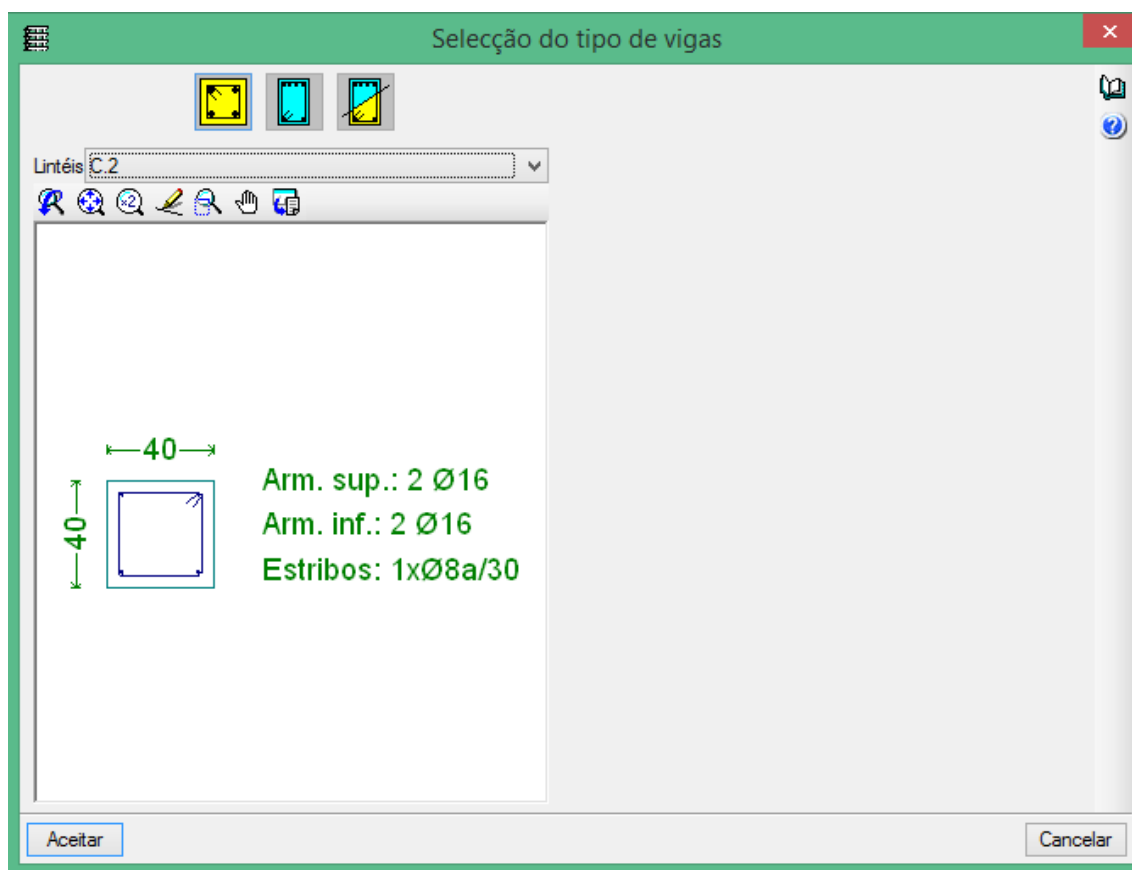 Selecção do tipo de vigas
Lintéis C.2
40
40
Arm. sup.: 2 Ø16
Arm. inf.: 2 Ø16
Estribos: 1xØ8a/30
Aceitar
Cancelar